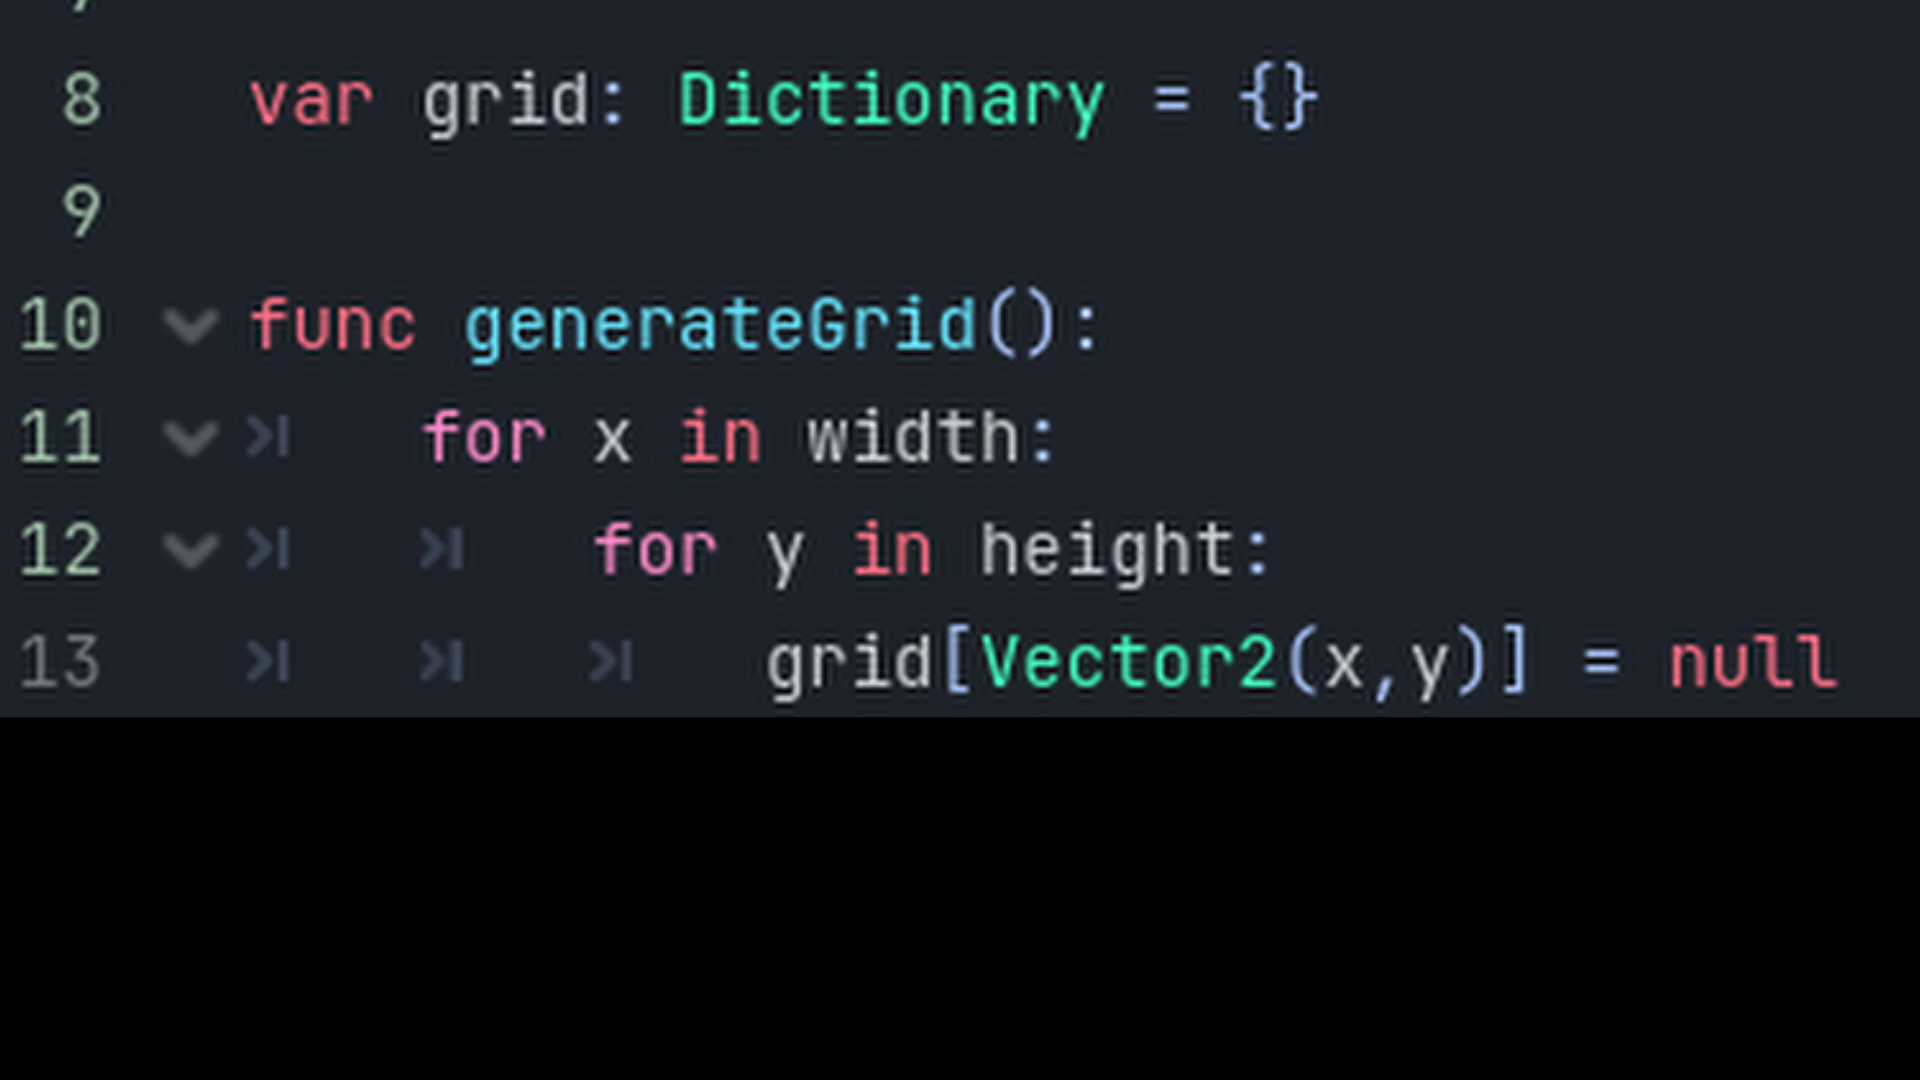 8 var grid: Dictionary = {}
9
10 func generateGrid():
11 for x in width:
12 for y in height:
13 grid[Vector2(x,y)] = null